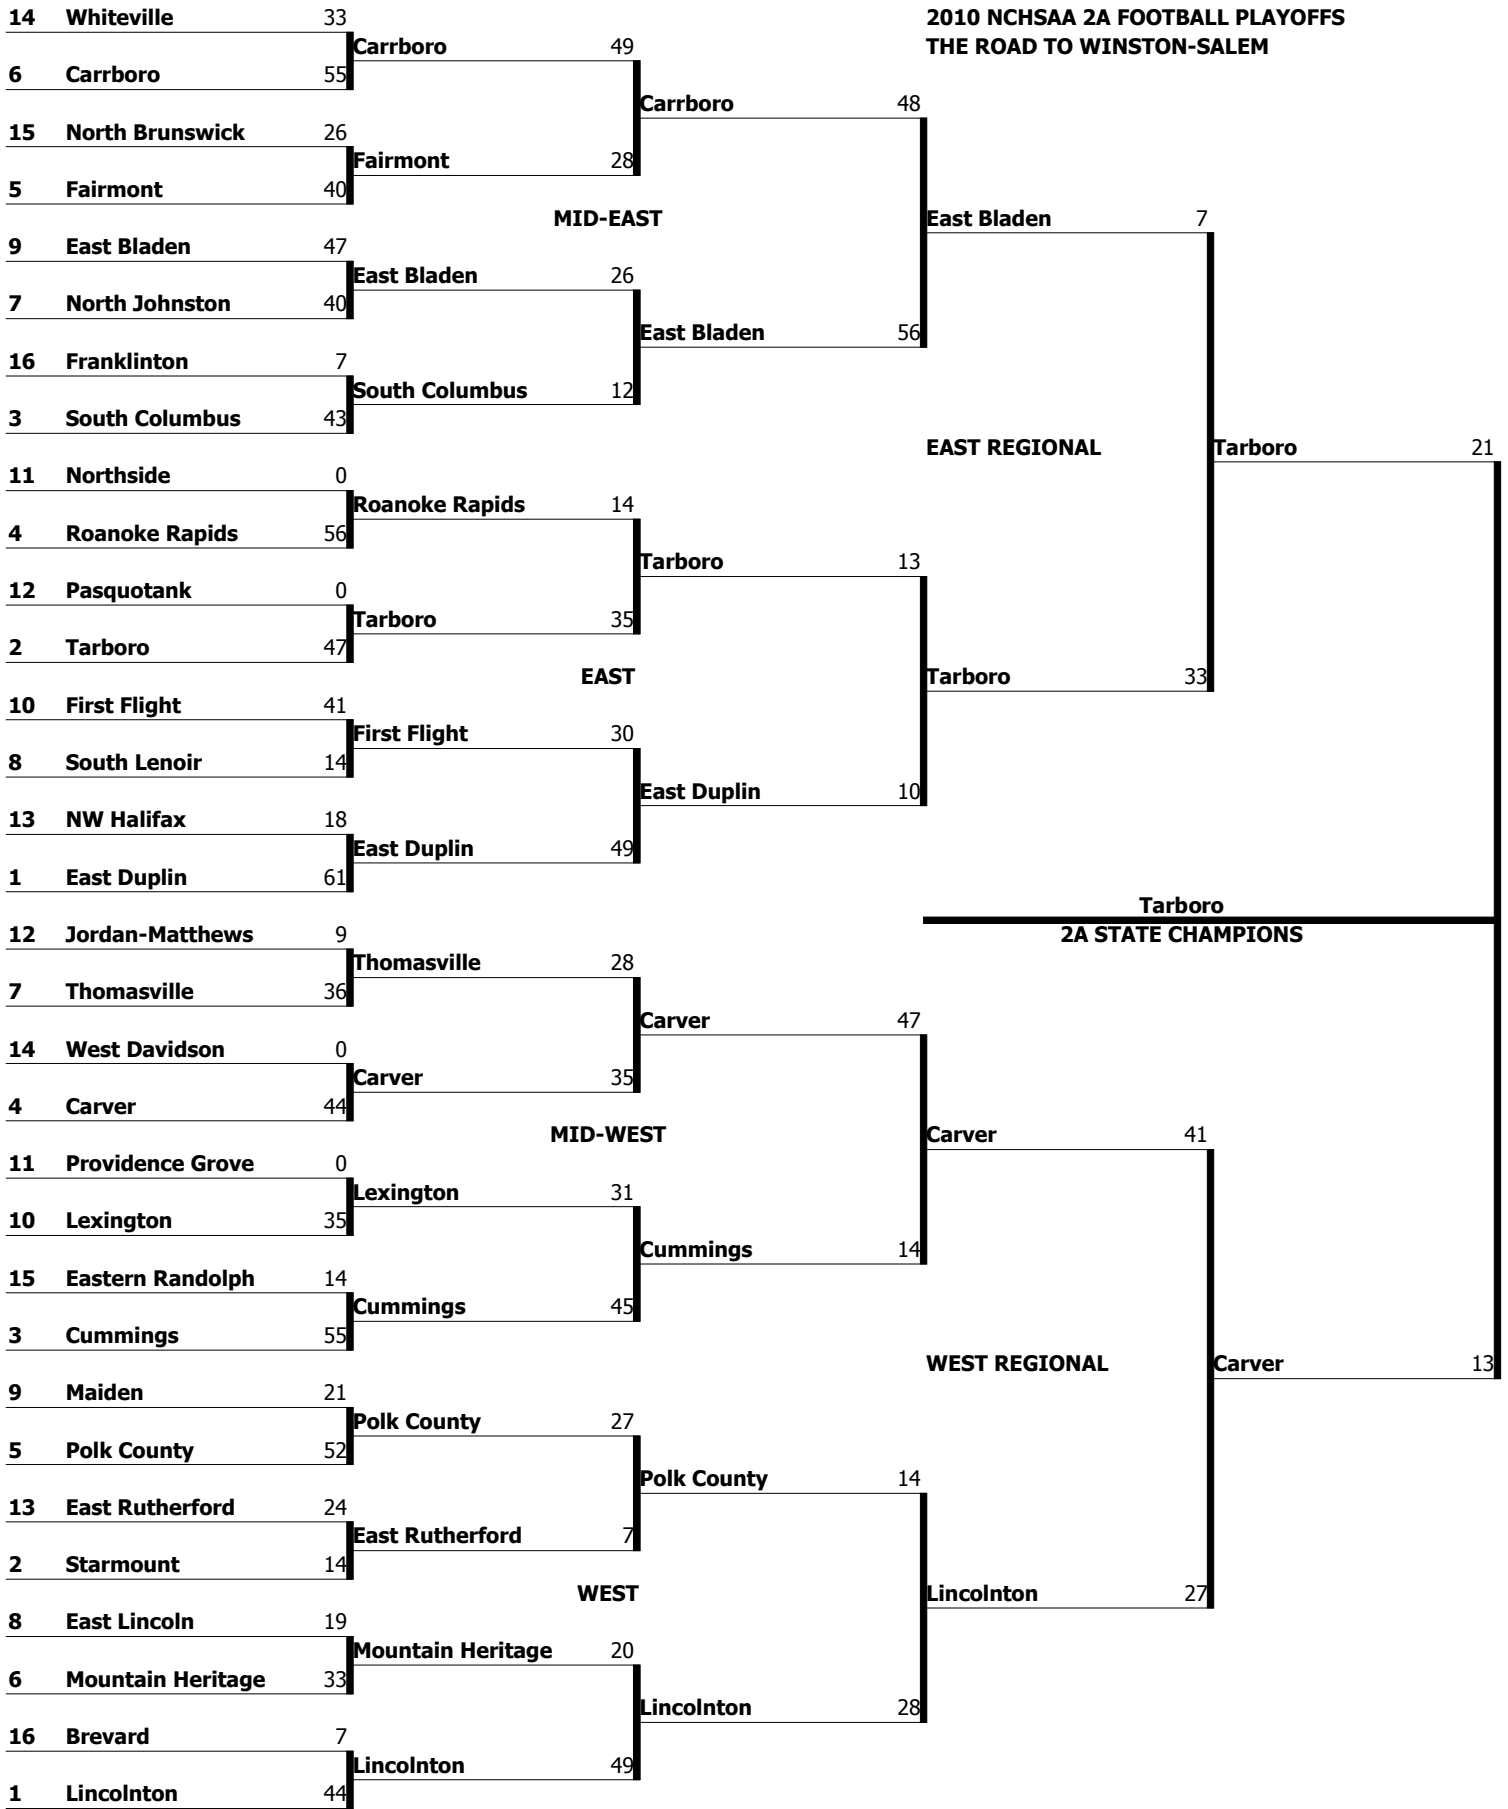 14 Whiteville 33
2010 NCHSAA 2A FOOTBALL PLAYOFFS
Carrboro 49
THE ROAD TO WINSTON-SALEM
6 Carrboro 55
Carrboro 48
15 North Brunswick 26
Fairmont 28
5 Fairmont 40
MID-EAST
East Bladen 7
9 East Bladen 47
East Bladen 26
7 North Johnston 40
East Bladen 56
16 Franklinton 7
South Columbus 12
3 South Columbus 43
EAST REGIONAL
Tarboro 21
11 Northside 0
Roanoke Rapids 14
4 Roanoke Rapids 56
Tarboro 13
12 Pasquotank 0
Tarboro 35
2 Tarboro 47
EAST
Tarboro 33
10 First Flight 41
First Flight 30
8 South Lenoir 14
East Duplin 10
13 NW Halifax 18
East Duplin 49
1 East Duplin 61
Tarboro
12 Jordan-Matthews 9
2A STATE CHAMPIONS
Thomasville 28
7 Thomasville 36
Carver 47
14 West Davidson 0
Carver 35
4 Carver 44
MID-WEST
Carver 41
11 Providence Grove 0
Lexington 31
10 Lexington 35
Cummings 14
15 Eastern Randolph 14
Cummings 45
3 Cummings 55
WEST REGIONAL
Carver 13
9 Maiden 21
Polk County 27
5 Polk County 52
Polk County 14
13 East Rutherford 24
East Rutherford 7
2 Starmount 14
WEST
Lincolnton 27
8 East Lincoln 19
Mountain Heritage 20
6 Mountain Heritage 33
Lincolnton 28
16 Brevard 7
Lincolnton 49
1 Lincolnton 44